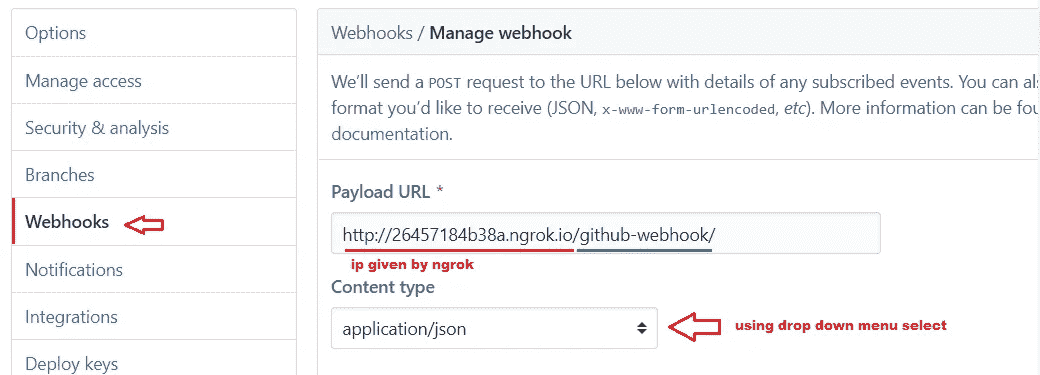 Options
Manage access
Security & analysis
Branches
Webhooks
Notifications
Integrations
Deploy keys
Webhooks / Manage webhook
We'll send a POST request to the URL below with details of any subscribed events. You can al
format you'd like to receive (JSON, x-www-form-urlencoded, etc). More information can be fou
documentation.
Payload URL *
http://26457184b38a.ngrok.io/github-webhook/
ip given by ngrok
Content type
application/json
using drop down menu select